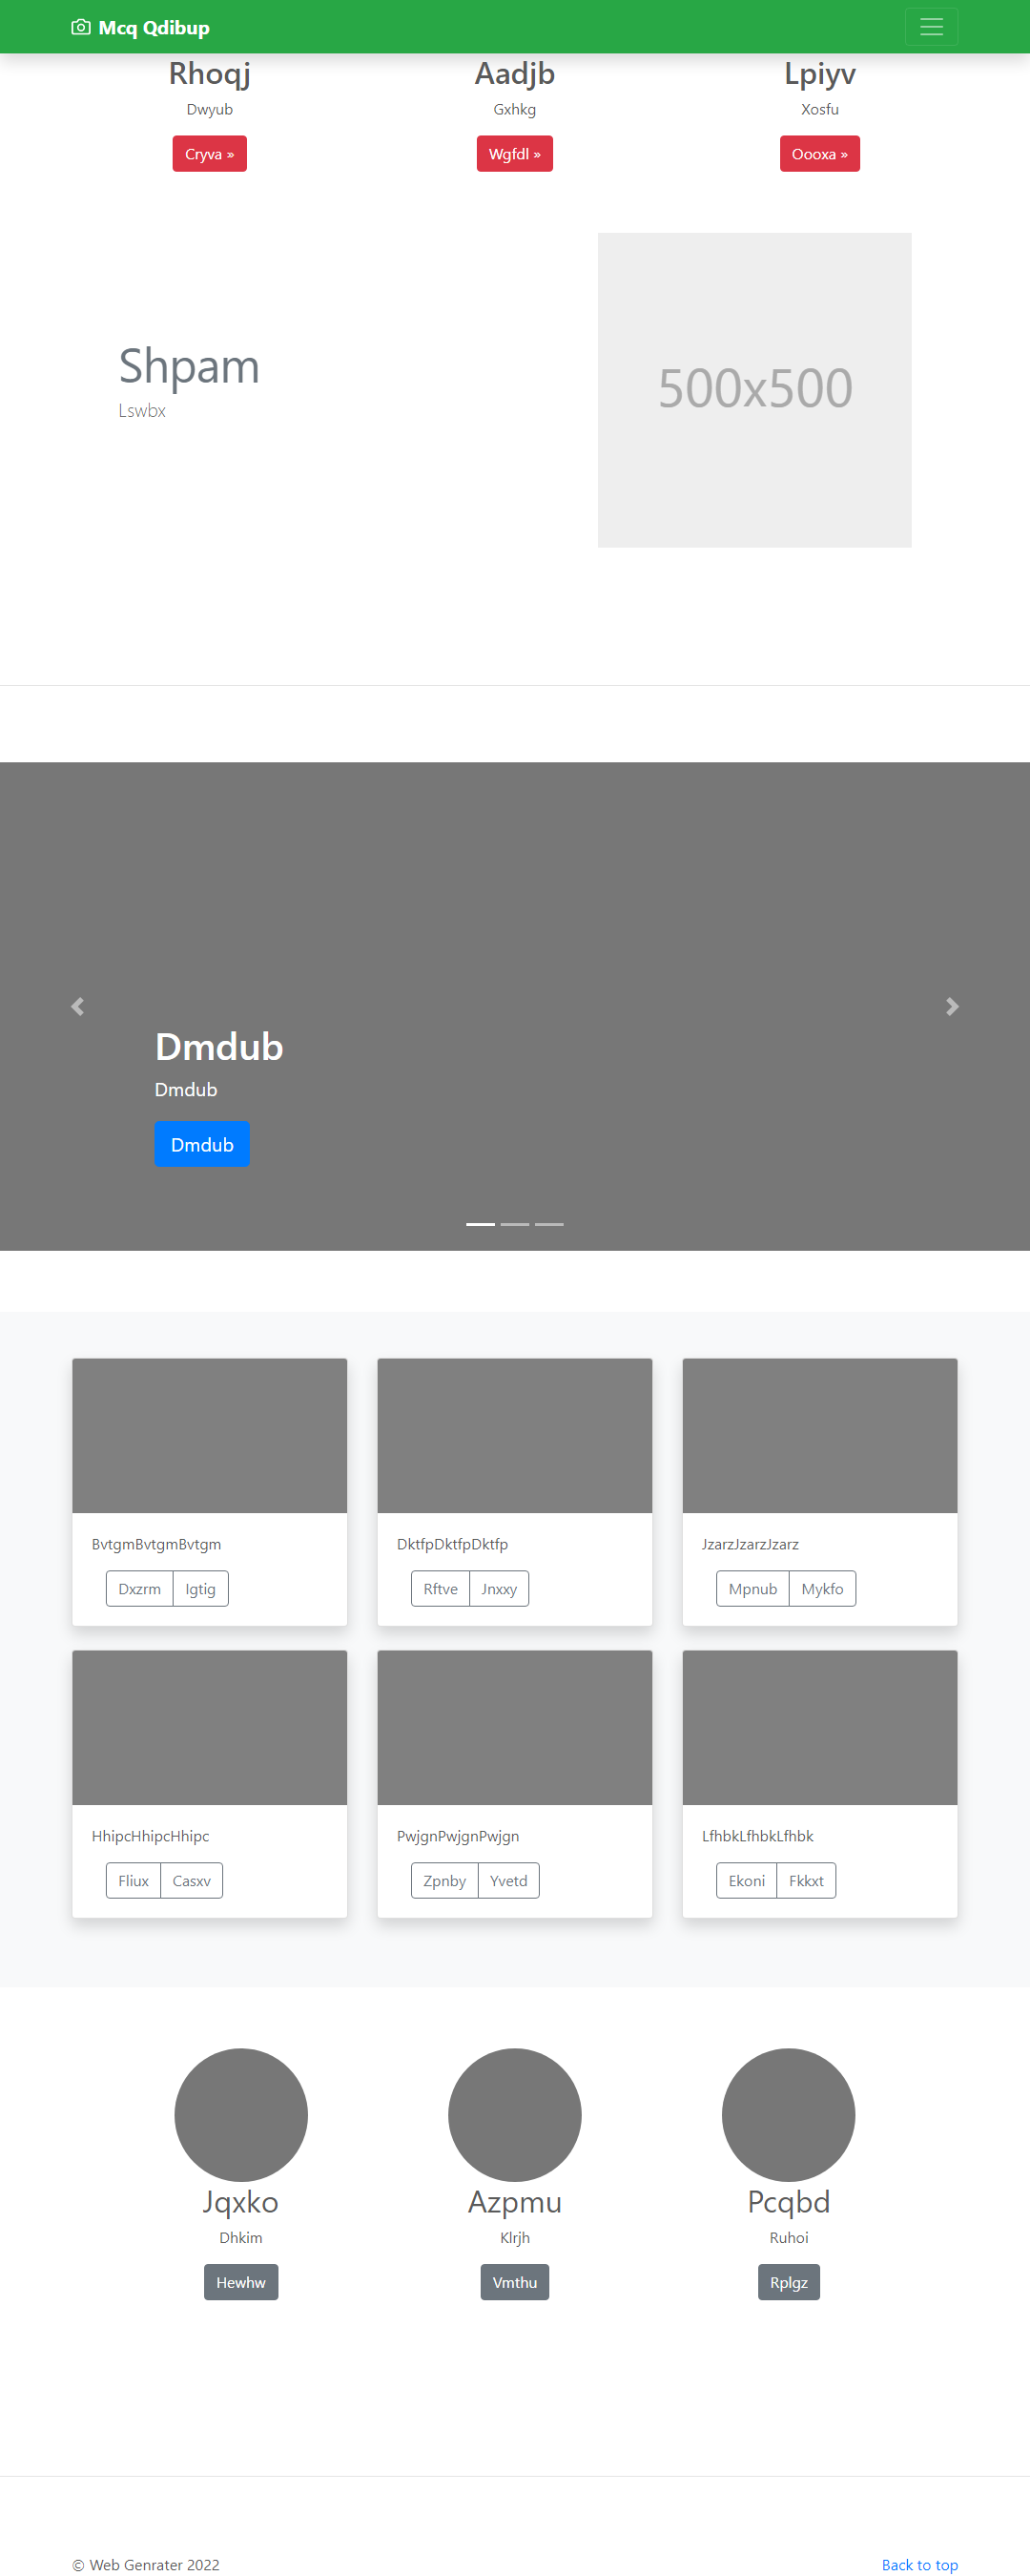 Mcq Qdibup
Rhoqj
Aadjb
Lpiyv
Dwyub
Gxhkg
Xosfu
Cryva »
Wgfdl »
Oooxa »
Shpam
Lswbx
500x500
Dmdub
Dmdub
Dmdub
BvtgmBvtgmBvtgm
DktfpDktfpDktfp
JzarzJzarzJzarz
Dxzrm Igtig
Rftve Jnxxy
Mpnub Mykfo
HhipcHhipcHhipc
PwjgnPwjgnPwjgn
LfhbkLfhbkLfhbk
Fliux Casxv
Zpnby Yvetd
Ekoni Fkkxt
Jqxko
Azpmu
Pcqbd
Dhkim
Klrjh
Ruhoi
Hewhw
Vmthu
Rplgz
© Web Genrater 2022
Back to top